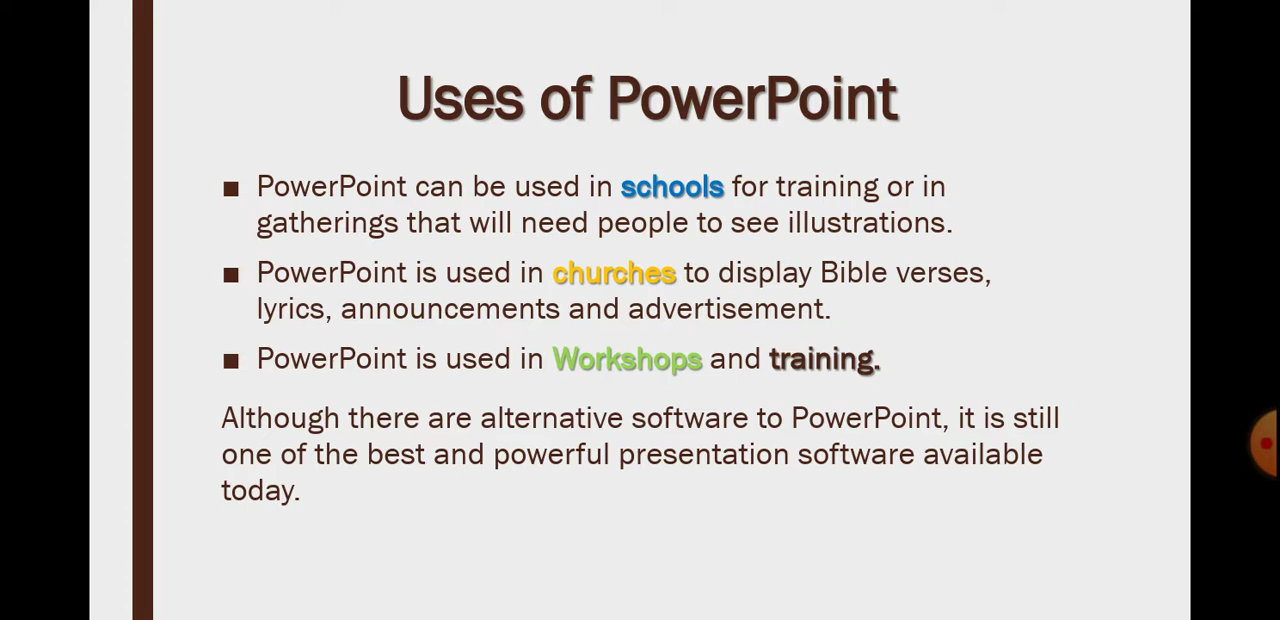 Uses of PowerPoint
▪ PowerPoint can be used in schools for training or in
gatherings that will need people to see illustrations.
▪ PowerPoint is used in churches to display Bible verses,
lyrics, announcements and advertisement.
▪ PowerPoint is used in Workshops and training.
Although there are alternative software to PowerPoint, it is still
one of the best and powerful presentation software available
today.